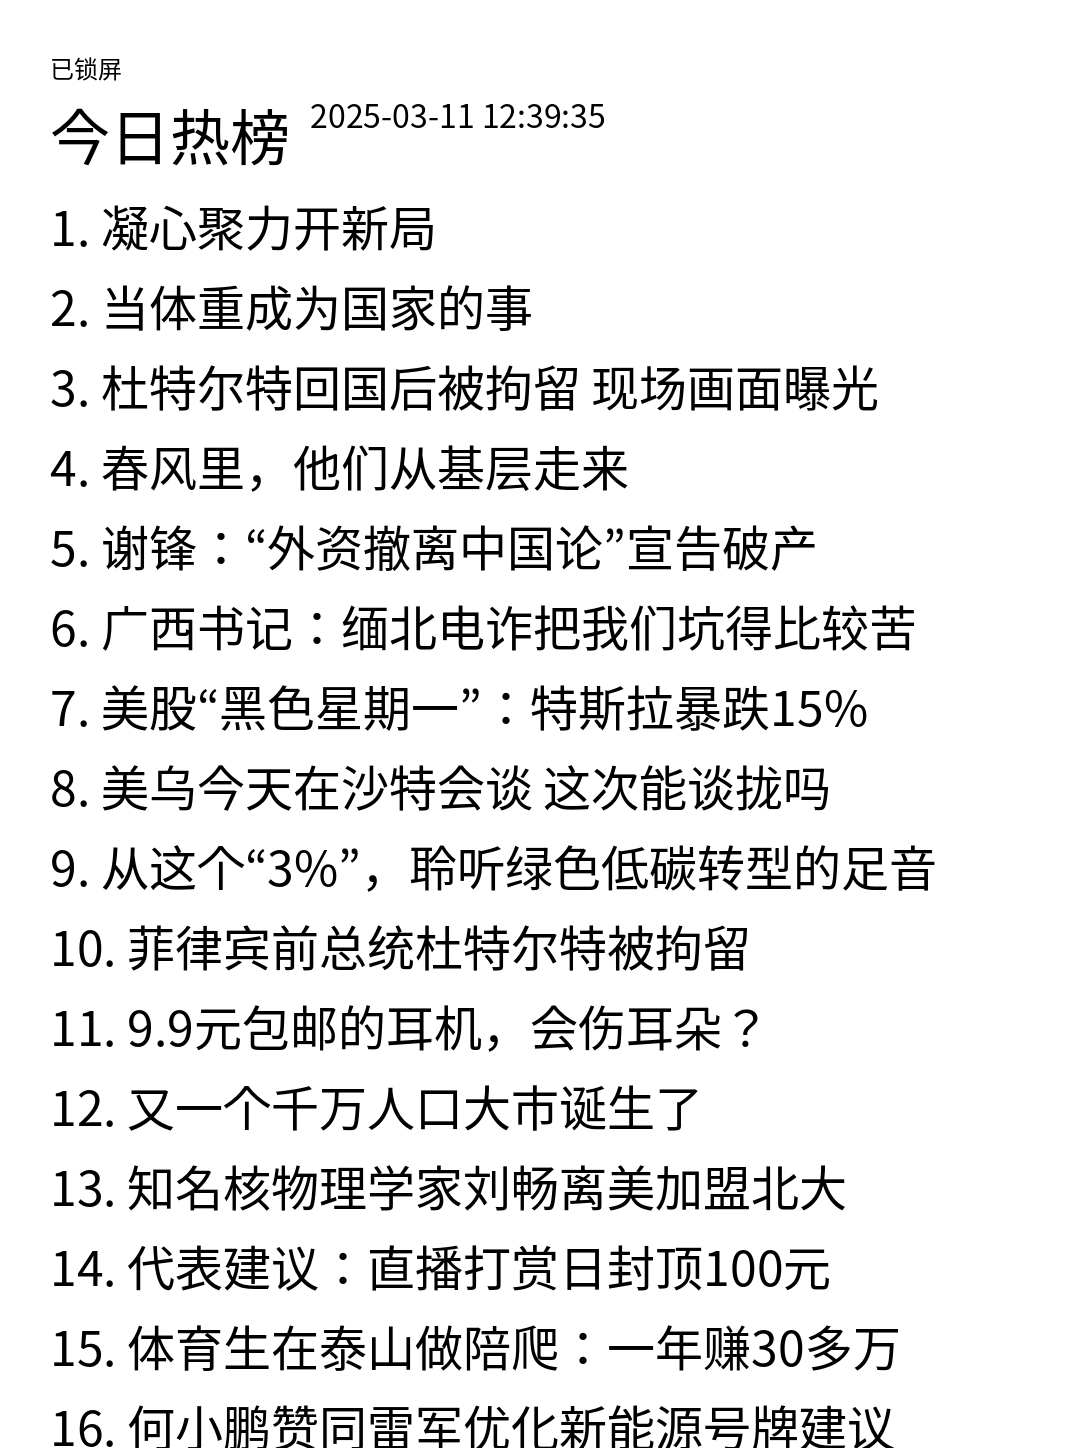 已锁屏
今日热榜 2025-03-11 12:39:35
1. 凝心聚力开新局
2. 当体重成为国家的事
3. 杜特尔特回国后被拘留 现场画面曝光
4. 春风里，他们从基层走来
5. 谢锋：“外资撤离中国论”宣告破产
6. 广西书记：缅北电诈把我们坑得比较苦
7. 美股“黑色星期一”：特斯拉暴跌15%
8. 美乌今天在沙特会谈 这次能谈拢吗
9. 从这个“3%”，聆听绿色低碳转型的足音
10. 菲律宾前总统杜特尔特被拘留
11. 9.9元包邮的耳机，会伤耳朵？
12. 又一个千万人口大市诞生了
13. 知名核物理学家刘畅离美加盟北大
14. 代表建议：直播打赏日封顶100元
15. 体育生在泰山做陪爬：一年赚30多万
16. 何小鹏赞同雷军优化新能源号牌建议